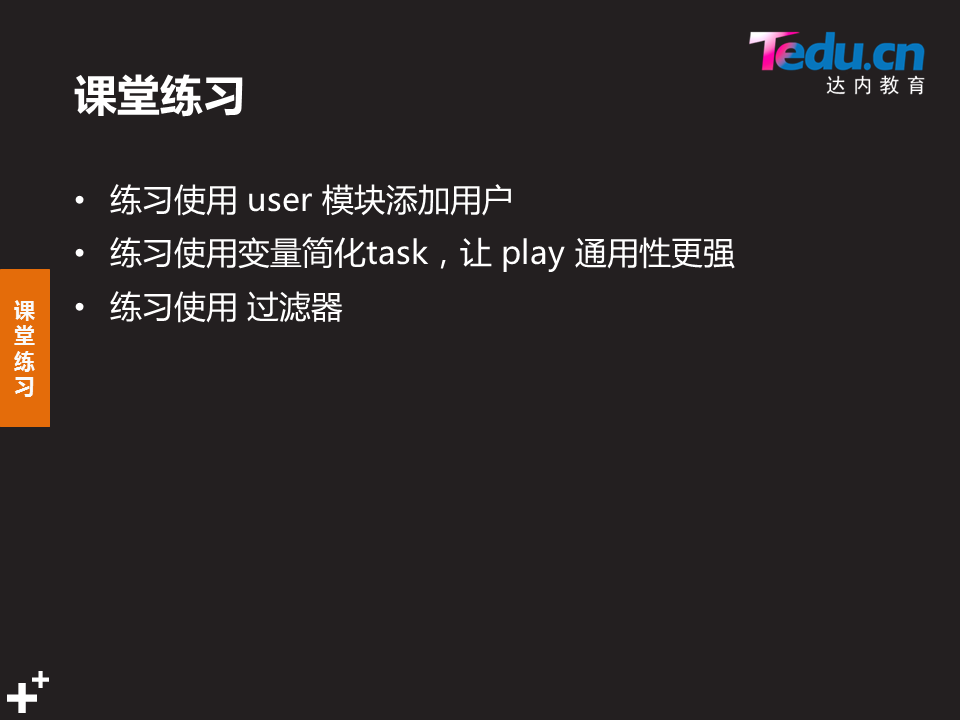 Tedu.cn
达内教育
课堂练习
• 练习使用 user 模块添加用户
• 练习使用变量简化task，让 play 通用性更强
• 练习使用 过滤器
课
堂
练
习